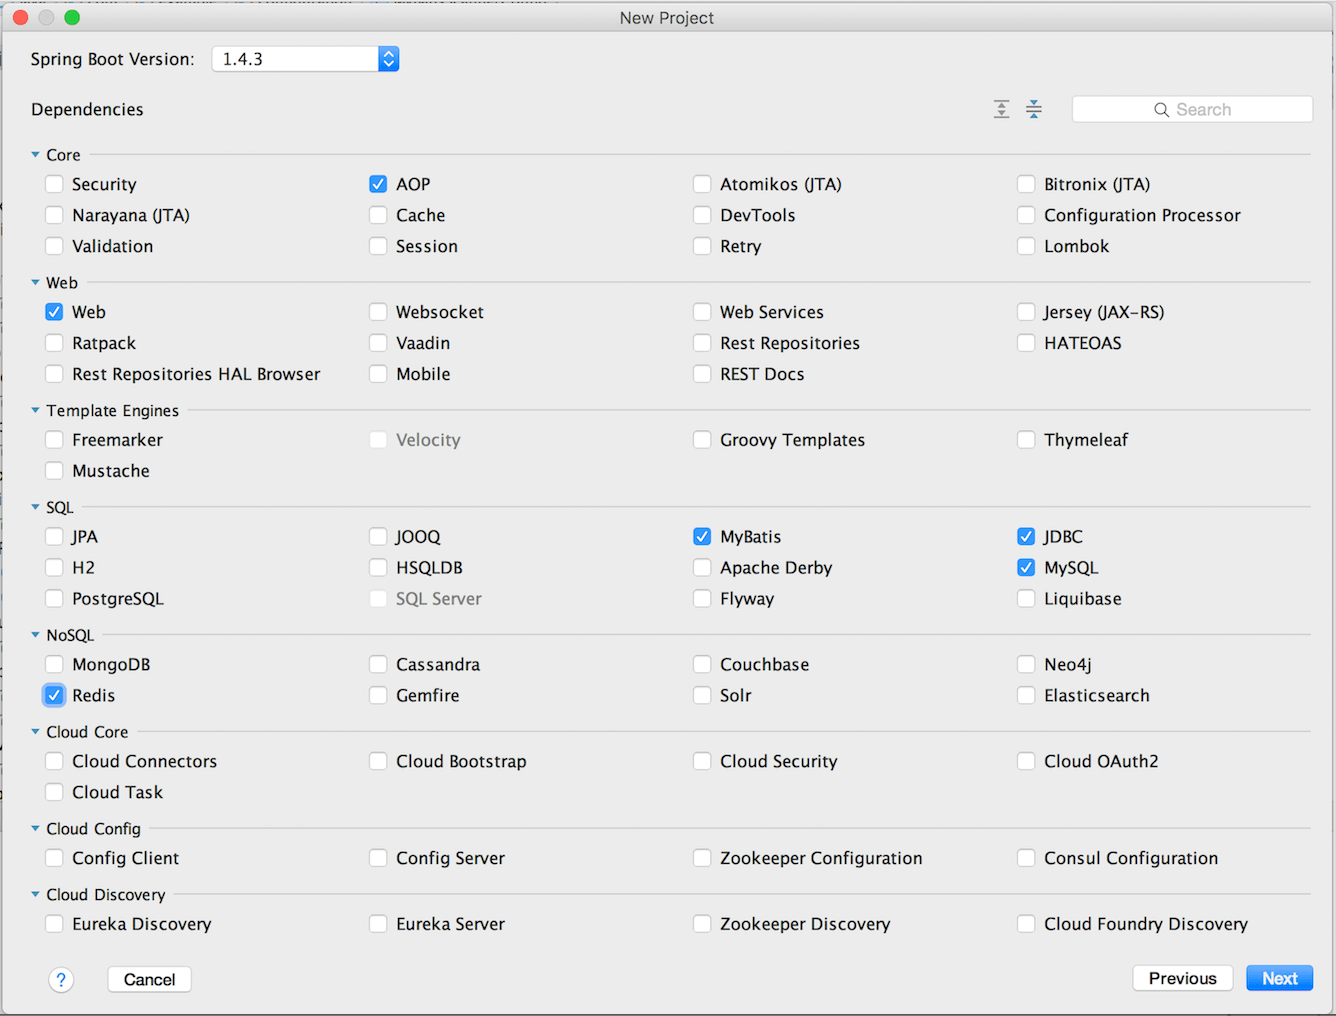 New Project
Spring Boot Version: 1.4.3
Dependencies Search
Core
Security AOP Atomikos (JTA) Bitronix (JTA)
Narayana (JTA) Cache DevTools Configuration Processor
Validation Session Retry Lombok
Web
Web Websocket Web Services Jersey (JAX-RS)
Ratpack Vaadin Rest Repositories HATEOAS
Rest Repositories HAL Browser Mobile REST Docs
Template Engines
Freemarker Velocity Groovy Templates Thymeleaf
Mustache
SQL
JPA JOOQ MyBatis JDBC
H2 HSQLDB Apache Derby MySQL
PostgreSQL SQL Server Flyway Liquibase
NoSQL
MongoDB Cassandra Couchbase Neo4j
Redis Gemfire Solr Elasticsearch
Cloud Core
Cloud Connectors Cloud Bootstrap Cloud Security Cloud OAuth2
Cloud Task
Cloud Config
Config Client Config Server Zookeeper Configuration Consul Configuration
Cloud Discovery
Eureka Discovery Eureka Server Zookeeper Discovery Cloud Foundry Discovery
? Cancel Previous Next